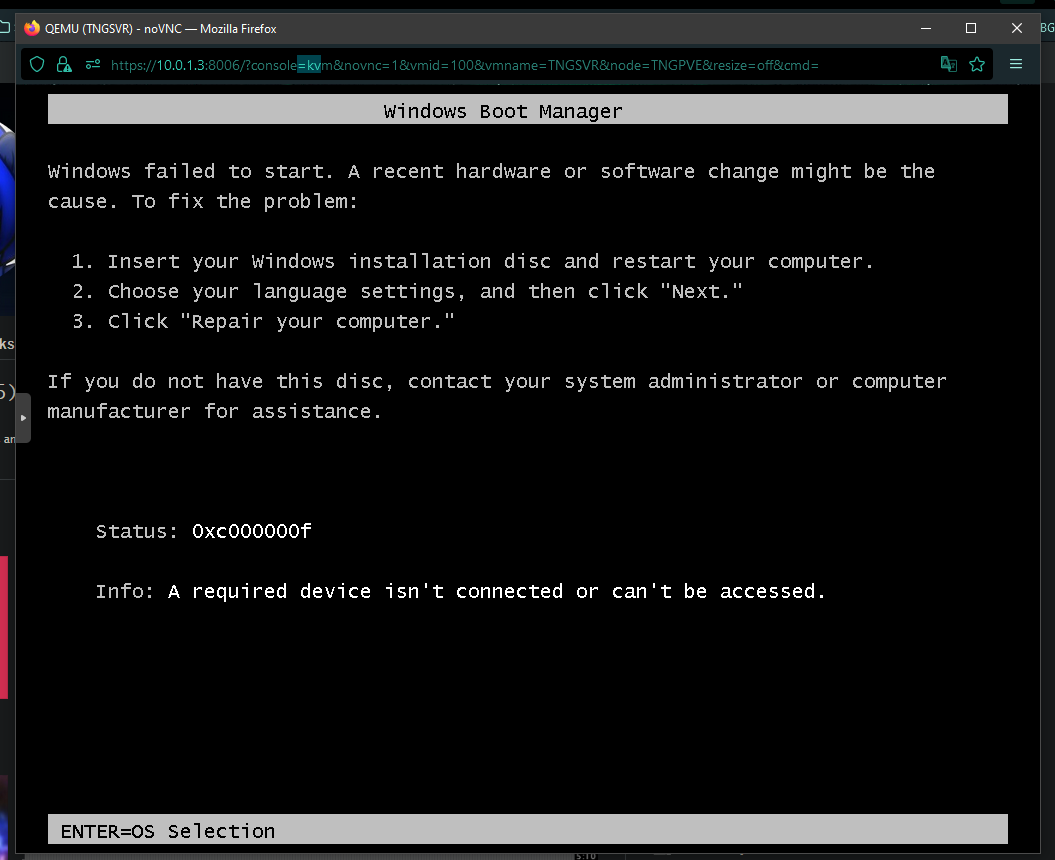 QEMU (TNGSVR) - noVNC — Mozilla Firefox
https://10.0.1.3:8006/?console=kvm&novnc=1&vmid=100&vmname=TNGSVR&node=TNGPVE&resize=off&cmd=
Windows Boot Manager
Windows failed to start. A recent hardware or software change might be the
cause. To fix the problem:
1. Insert your Windows installation disc and restart your computer.
2. Choose your language settings, and then click "Next."
3. Click "Repair your computer."
If you do not have this disc, contact your system administrator or computer
manufacturer for assistance.
Status: 0xc000000f
Info: A required device isn't connected or can't be accessed.
ENTER=OS Selection